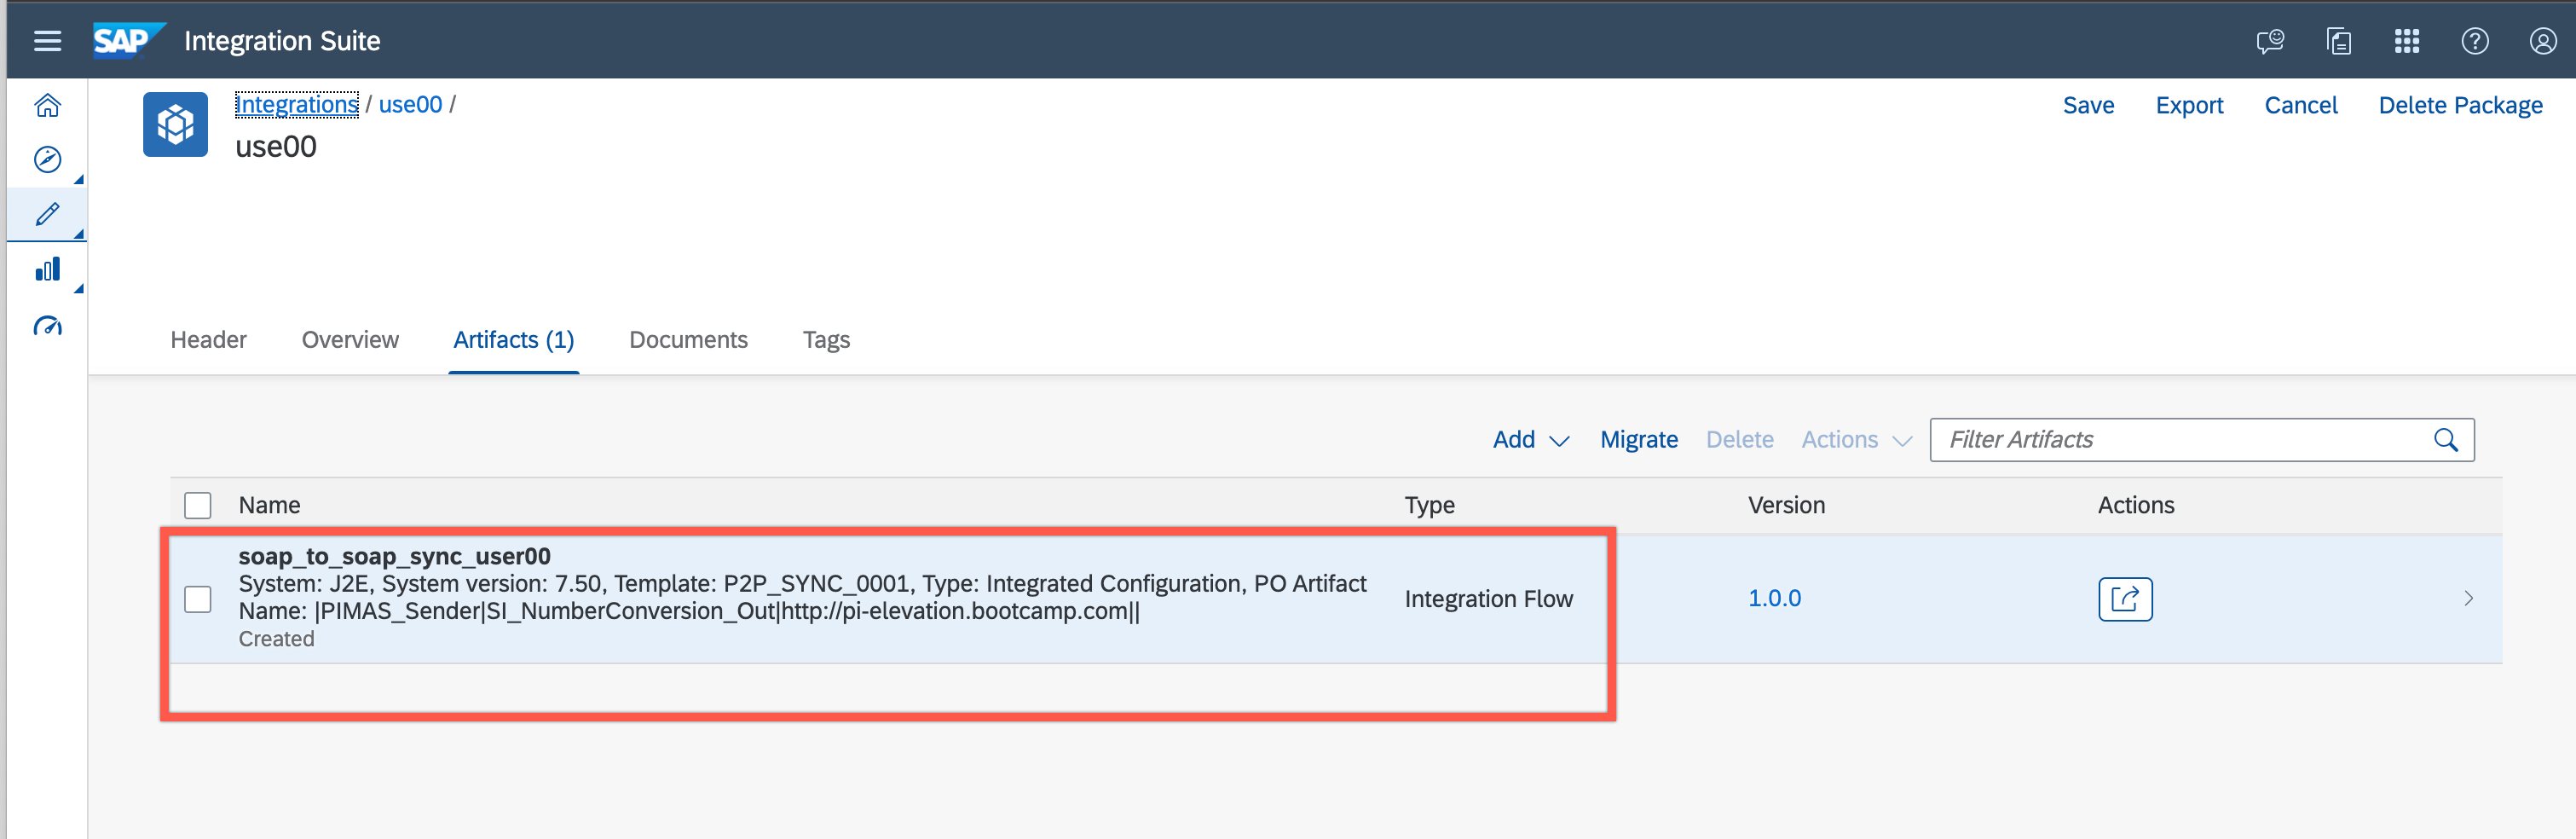 SAP Integration Suite
Integrations / use00 /
use00
Save Export Cancel Delete Package
Header Overview Artifacts (1) Documents Tags
Add Migrate Delete Actions Filter Artifacts
Name Type Version Actions
soap_to_soap_sync_user00
System: J2E, System version: 7.50, Template: P2P_SYNC_0001, Type: Integrated Configuration, PO Artifact
Name: |PIMAS_Sender|SI_NumberConversion_Out|http://pi-elevation.bootcamp.com||
Created
Integration Flow
1.0.0